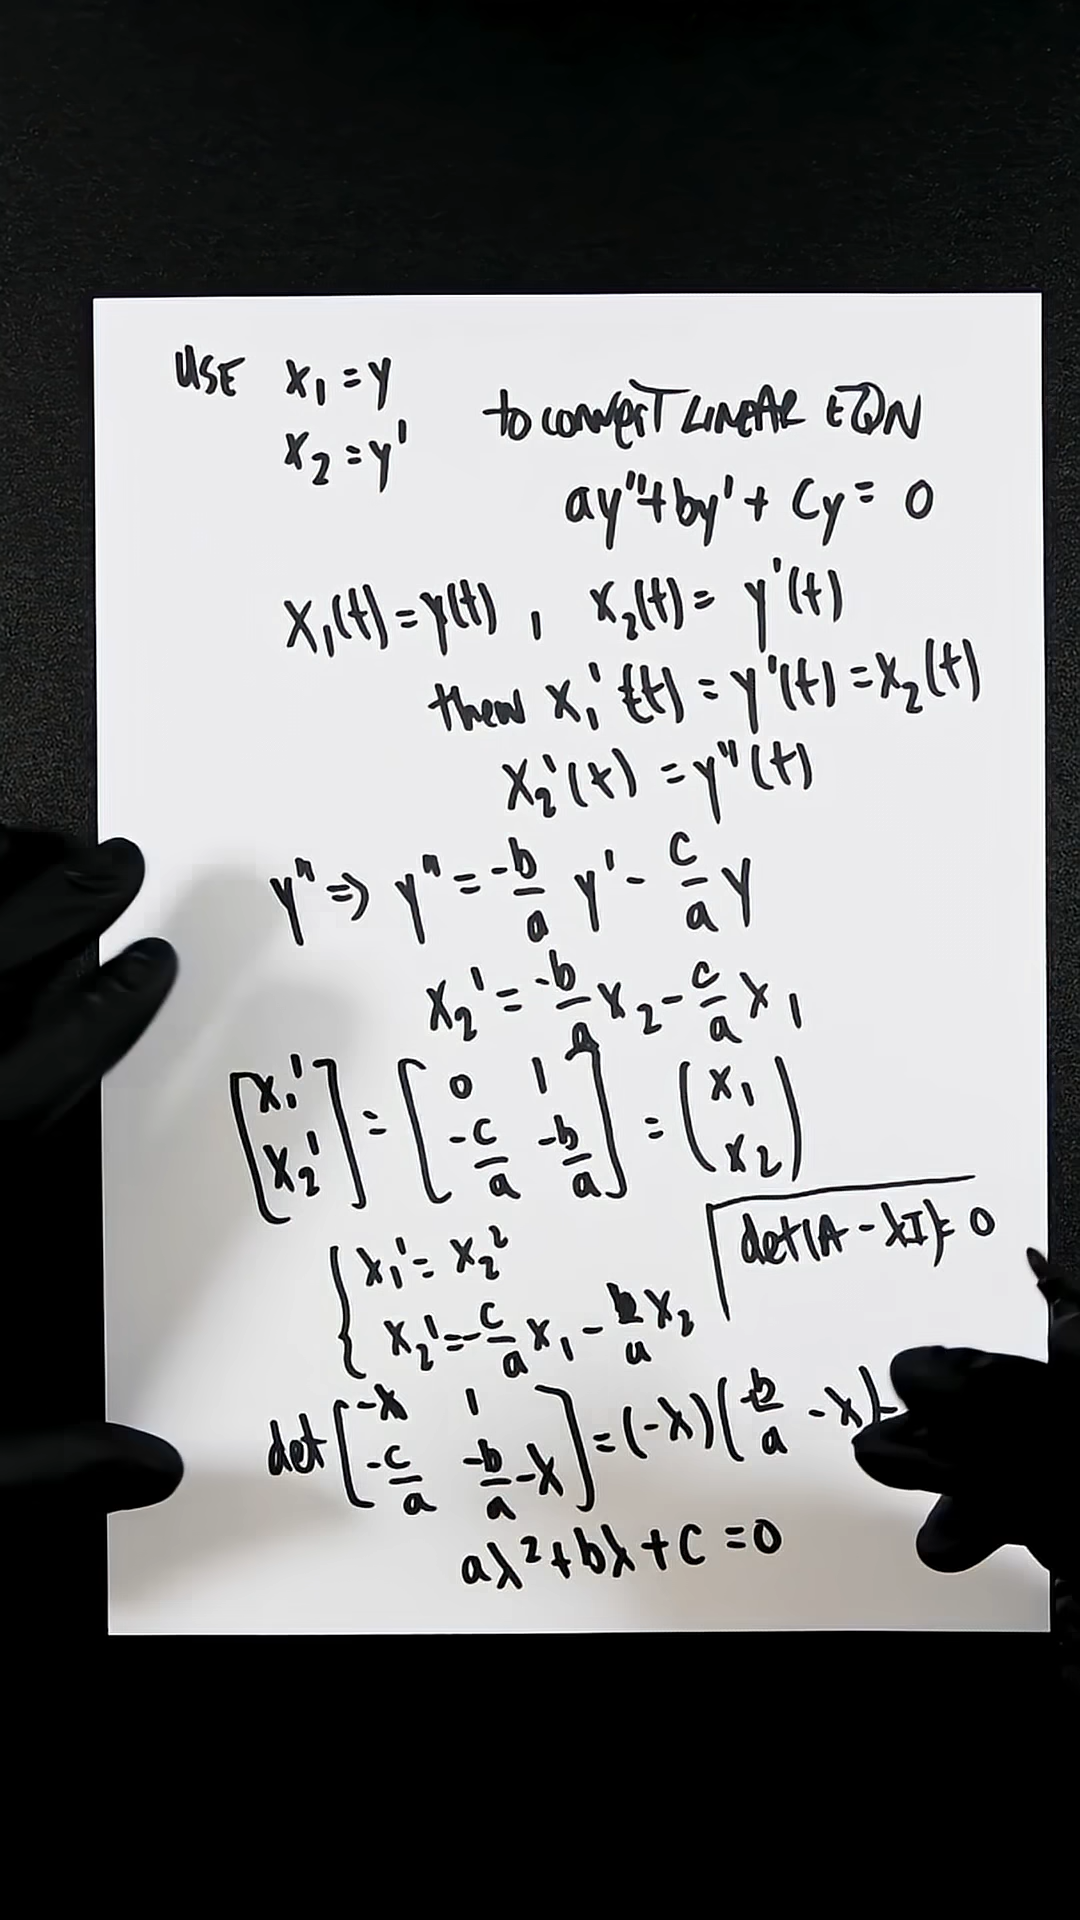 USE x₁ = y
x₂ = y'
to convert LINEAR EQN
ay'' + by' + Cy = 0
x₁(t) = y(t), x₂(t) = y'(t)
then x₁'(t) = y'(t) = x₂(t)
x₂'(t) = y''(t)
y'' ⇒ y'' = -b/a y' - c/a y
x₂' = -b/a x₂ - c/a x₁
[x₁' x₂'] = [0 1 -c/a -b/a] = (x₁ x₂)
det(A - λI) = 0
{ x₁' = x₂²
x₂' = -c/a x₁ - b/a x₂
det [-λ 1 -c/a -b/a - λ] = (-λ)(-b/a - λ) -
aλ² + bλ + c = 0